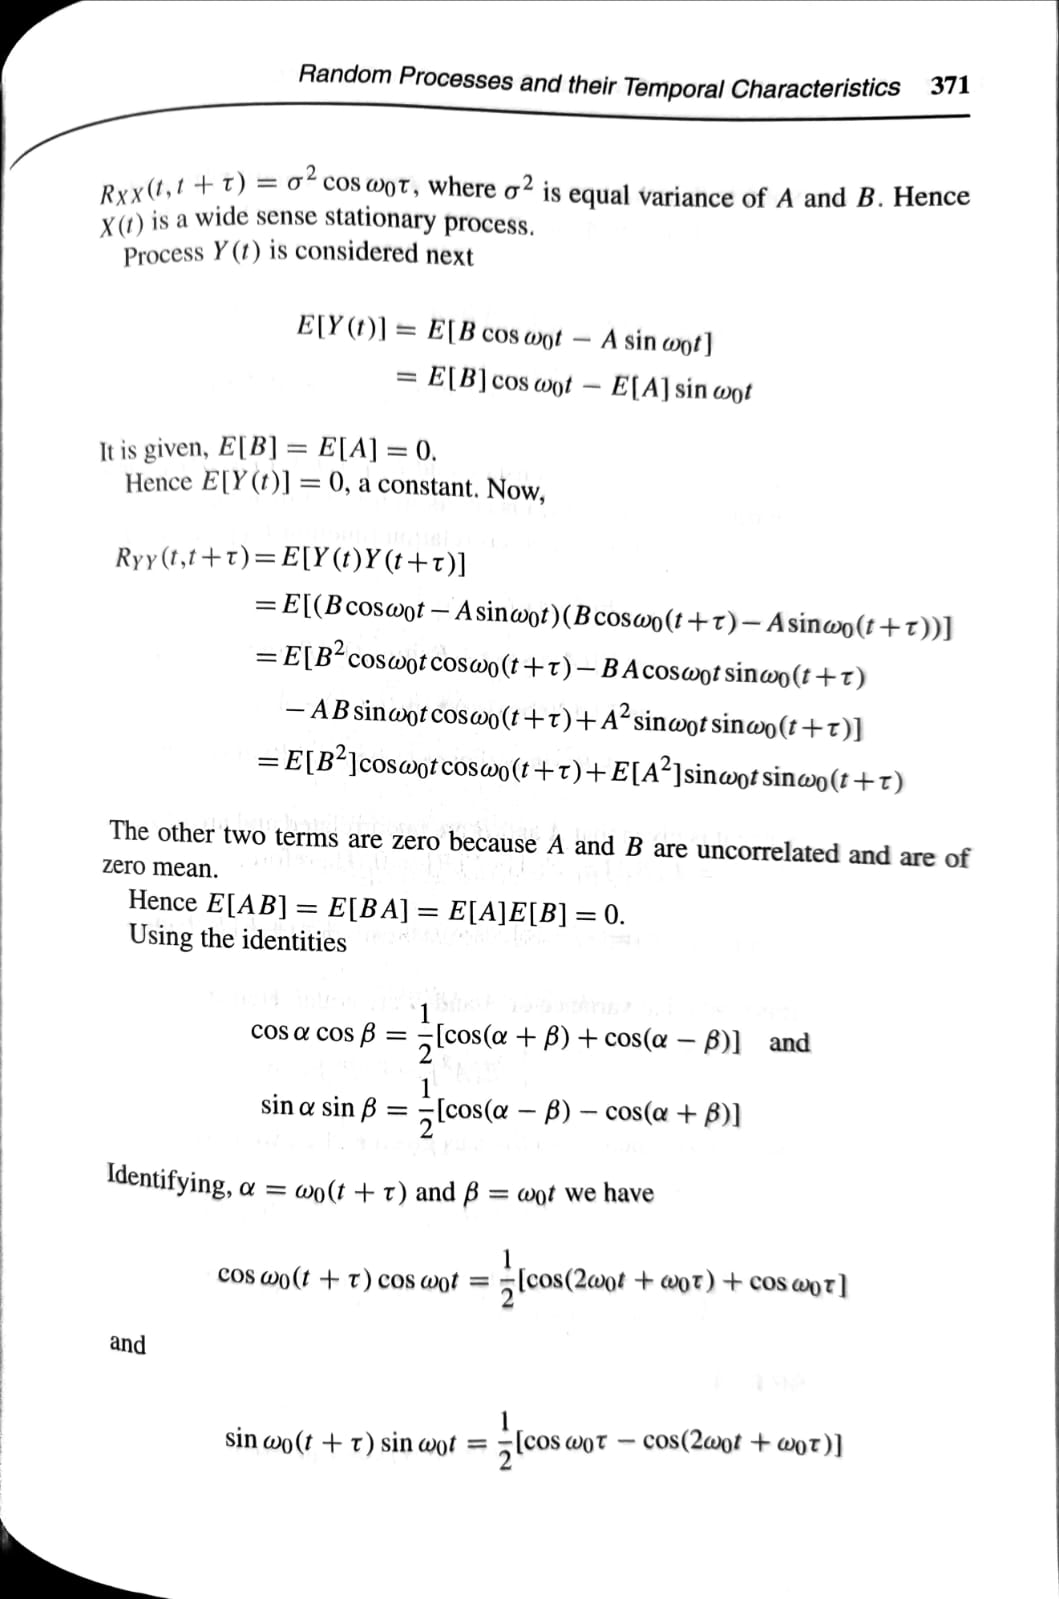 Random Processes and their Temporal Characteristics 371
R_XX(t, t + τ) = σ² cos ω₀τ, where σ² is equal variance of A and B. Hence
X(t) is a wide sense stationary process.
Process Y(t) is considered next
E[Y(t)] = E[B cos ω₀t − A sin ω₀t]
= E[B] cos ω₀t − E[A] sin ω₀t
It is given, E[B] = E[A] = 0.
Hence E[Y(t)] = 0, a constant. Now,
R_YY(t,t+τ) = E[Y(t)Y(t+τ)]
= E[(B cos ω₀t − A sin ω₀t)(B cos ω₀(t+τ) − A sin ω₀(t+τ))]
= E[B² cos ω₀t cos ω₀(t+τ) − BA cos ω₀t sin ω₀(t+τ)
− AB sin ω₀t cos ω₀(t+τ) + A² sin ω₀t sin ω₀(t+τ)]
= E[B²] cos ω₀t cos ω₀(t+τ) + E[A²] sin ω₀t sin ω₀(t+τ)
The other two terms are zero because A and B are uncorrelated and are of
zero mean.
Hence E[AB] = E[BA] = E[A]E[B] = 0.
Using the identities
cos α cos β = 1/2 [cos(α + β) + cos(α − β)] and
sin α sin β = 1/2 [cos(α − β) − cos(α + β)]
Identifying, α = ω₀(t + τ) and β = ω₀t we have
cos ω₀(t + τ) cos ω₀t = 1/2 [cos(2ω₀t + ω₀τ) + cos ω₀τ]
and
sin ω₀(t + τ) sin ω₀t = 1/2 [cos ω₀τ − cos(2ω₀t + ω₀τ)]